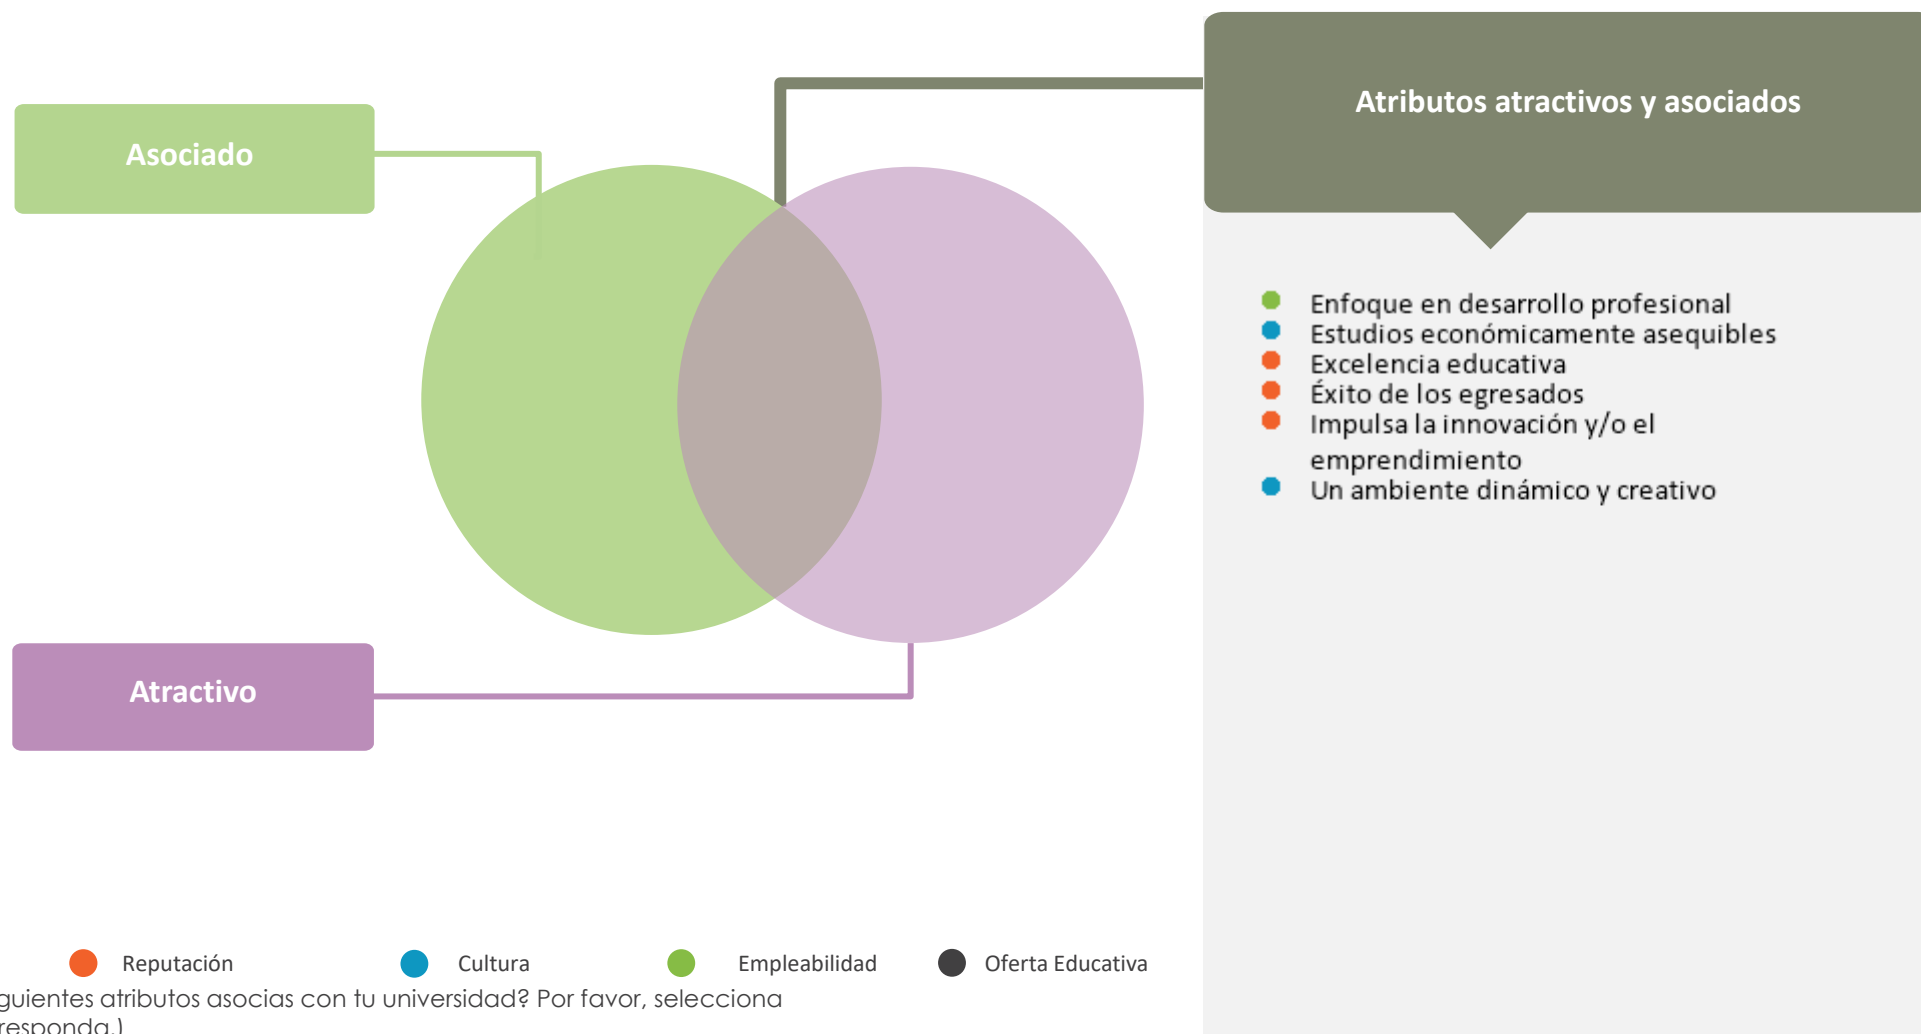 Atributos atractivos y asociados
Asociado
Enfoque en desarrollo profesional
Estudios económicamente asequibles
Excelencia educativa
Éxito de los egresados
Impulsa la innovación y/o el
emprendimiento
Un ambiente dinámico y creativo
Atractivo
Reputación
Cultura
Empleabilidad
Oferta Educativa
guientes atributos asocias con tu universidad? Por favor, selecciona
responda.)